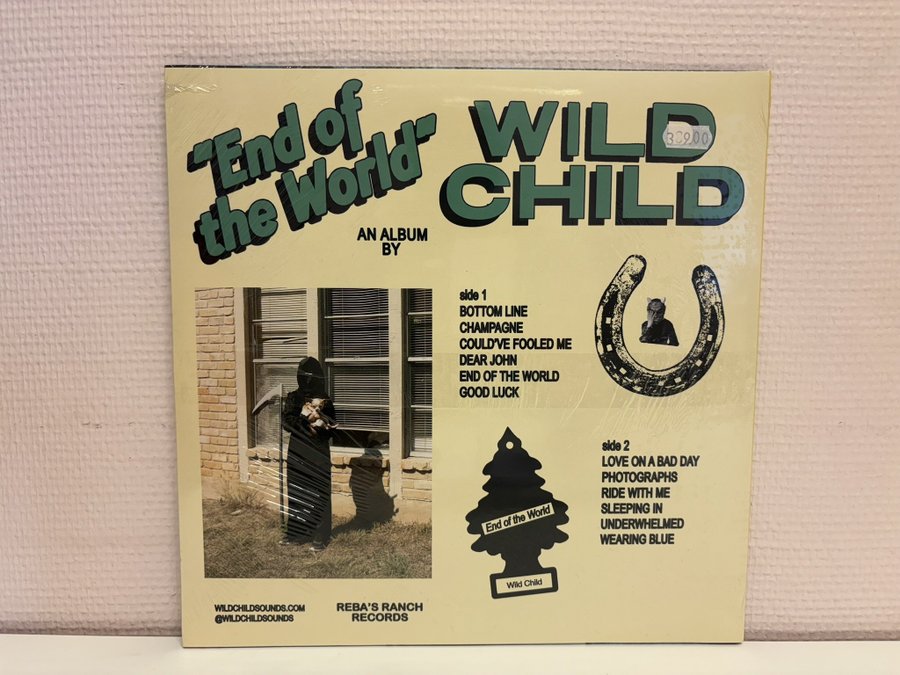 "End of
the World"
AN ALBUM
BY
WILD
CHILD
side 1
BOTTOM LINE
CHAMPAGNE
COULD'VE FOOLED ME
DEAR JOHN
END OF THE WORLD
GOOD LUCK
side 2
LOVE ON A BAD DAY
PHOTOGRAPHS
RIDE WITH ME
SLEEPING IN
UNDERWHELMED
WEARING BLUE
End of the World
Wild Child
WILDCHILDSOUNDS.COM
@WILDCHILDSOUNDS
REBA'S RANCH
RECORDS